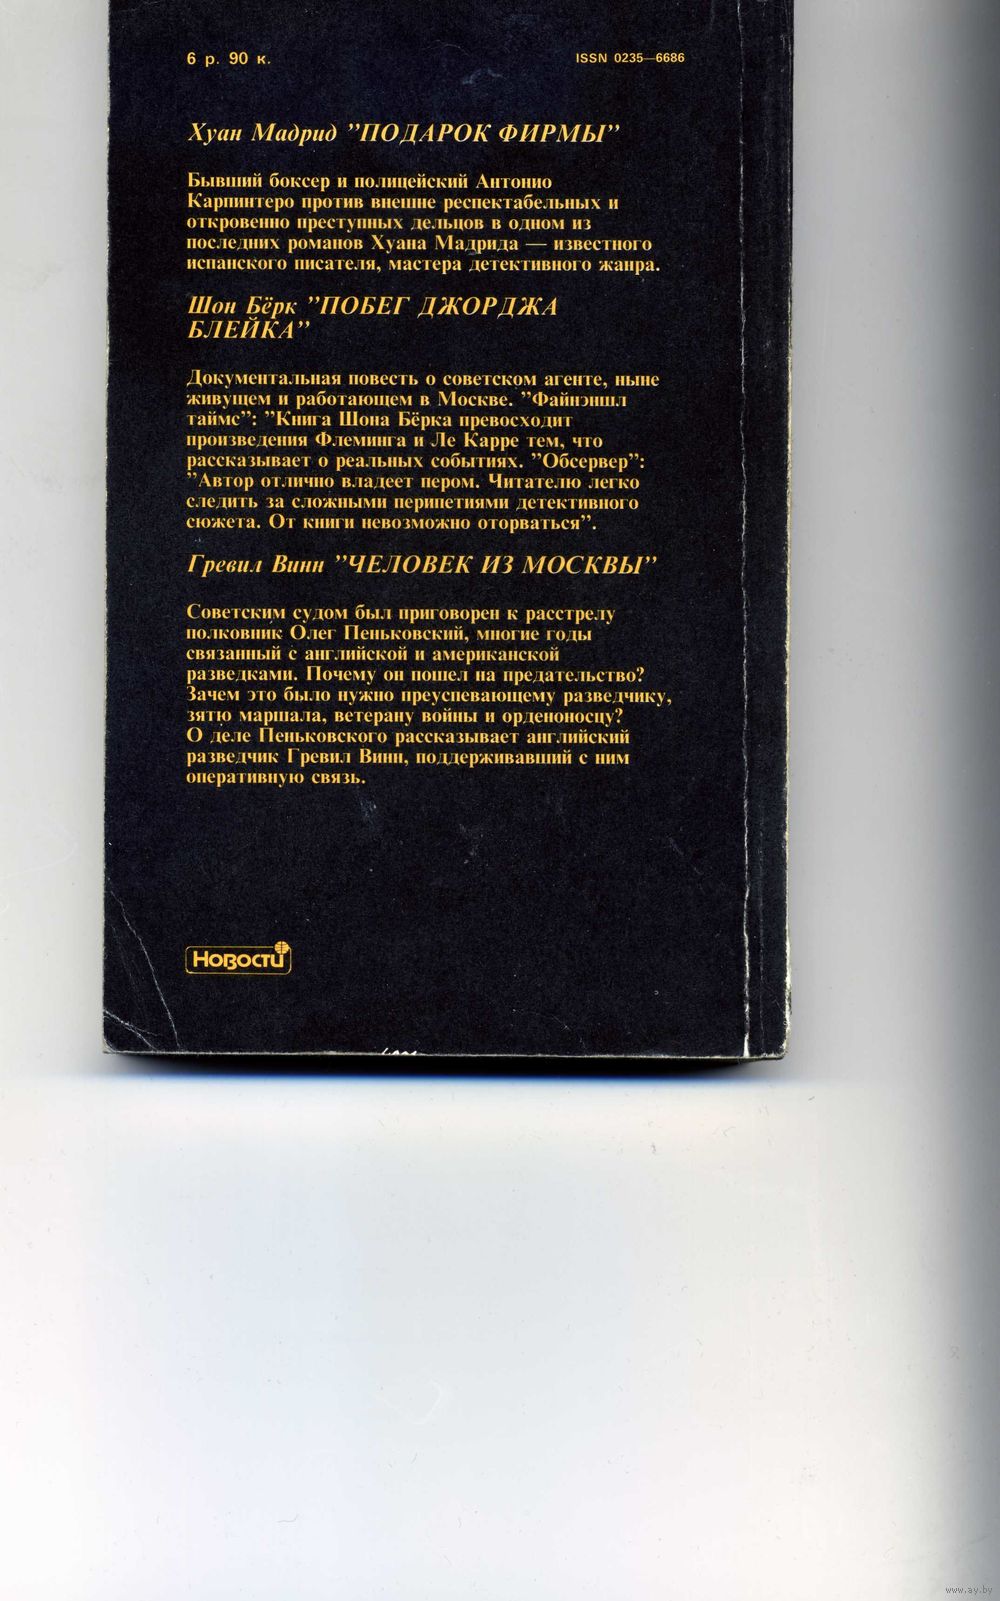 6 р. 90 к.
ISSN 0235—6686
Хуан Мадрид "ПОДАРОК ФИРМЫ"
Бывший боксер и полицейский Антонио
Карпинтеро против внешне респектабельных и
откровенно преступных дельцов в одном из
последних романов Хуана Мадрида — известного
испанского писателя, мастера детективного жанра.
Шон Бёрк "ПОБЕГ ДЖОРДЖА
БЛЕЙКА"
Документальная повесть о советском агенте, ныне
живущем и работающем в Москве. "Файнэншл
таймс": "Книга Шона Бёрка превосходит
произведения Флеминга и Ле Карре тем, что
рассказывает о реальных событиях. "Обсервер":
"Автор отлично владеет пером. Читателю легко
следить за сложными перипетиями детективного
сюжета. От книги невозможно оторваться".
Гревил Винн "ЧЕЛОВЕК ИЗ МОСКВЫ"
Советским судом был приговорен к расстрелу
полковник Олег Пеньковский, многие годы
связанный с английской и американской
разведками. Почему он пошел на предательство?
Зачем это было нужно преуспевающему разведчику,
зятю маршала, ветерану войны и орденоносцу?
О деле Пеньковского рассказывает английский
разведчик Гревил Винн, поддерживавший с ним
оперативную связь.
Новости
www.ay.by